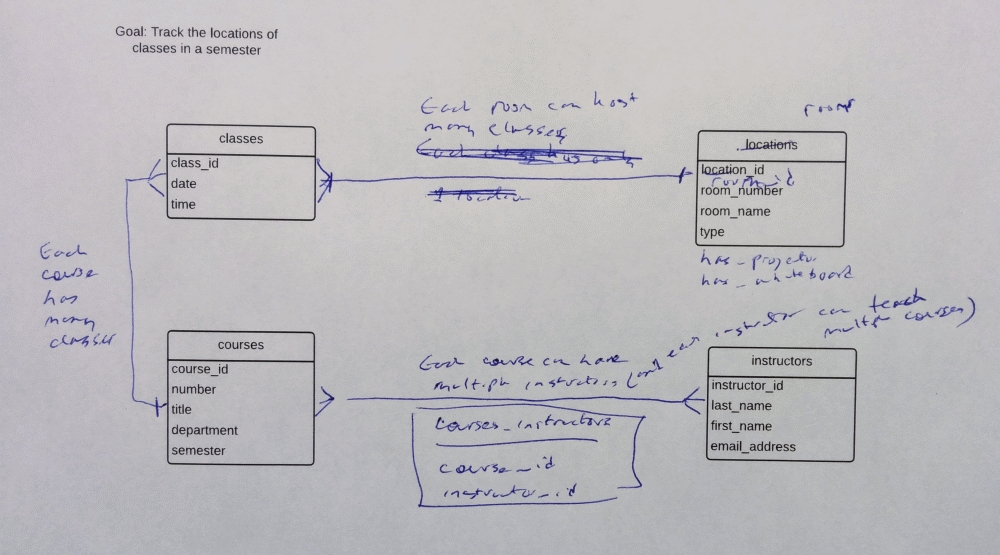 Goal: Track the locations of
classes in a semester
Each room can host
many classes
Each class has only
1 location
rooms
classes
class_id
date
time
locations
location_id
room_id
room_number
room_name
type
has_projector
has_whiteboard
Each
course
has
many
classes
courses
course_id
number
title
department
semester
Each course can have
multiple instructors (and each instructor can teach
multiple courses)
courses_instructors
course_id
instructor_id
instructors
instructor_id
last_name
first_name
email_address